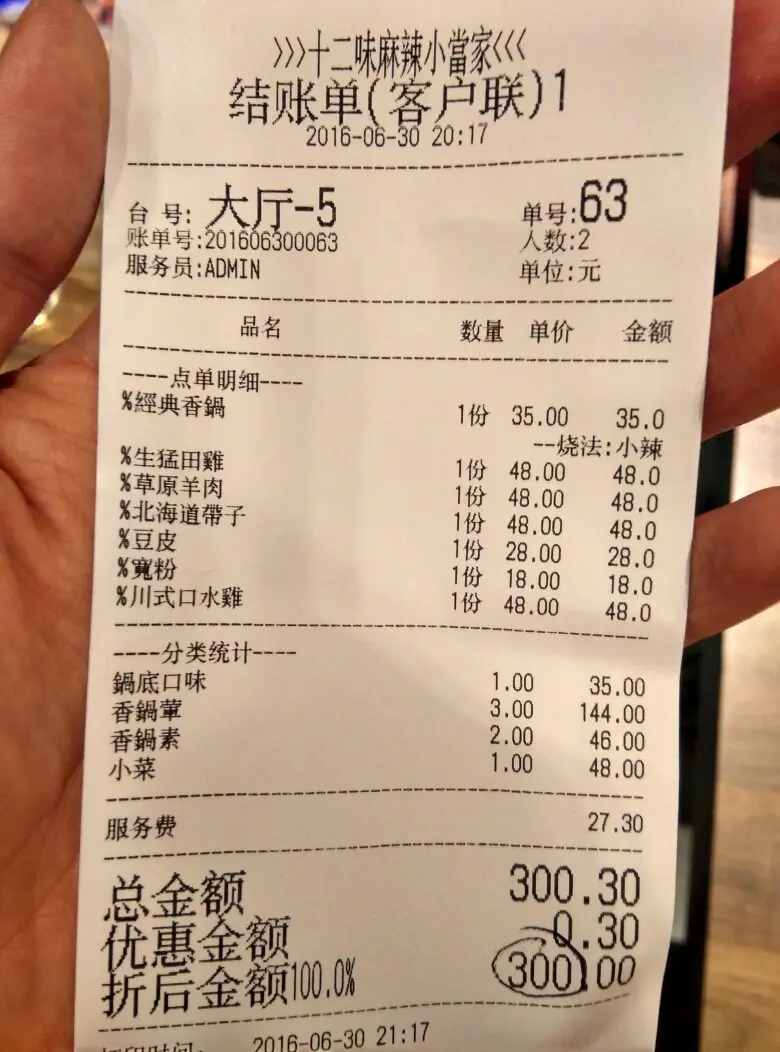 >>>十二味麻辣小當家<<<
结账单(客户联)1
2016-06-30 20:17
台号: 大厅-5 单号:63
账单号:201606300063 人数:2
服务员:ADMIN 单位:元
品名 数量 单价 金额
----点单明细----
%經典香鍋 1份 35.00 35.0
--烧法:小辣
%生猛田雞 1份 48.00 48.0
%草原羊肉 1份 48.00 48.0
%北海道帶子 1份 48.00 48.0
%豆皮 1份 28.00 28.0
%寬粉 1份 18.00 18.0
%川式口水雞 1份 48.00 48.0
----分类统计----
鍋底口味 1.00 35.00
香鍋葷 3.00 144.00
香鍋素 2.00 46.00
小菜 1.00 48.00
服务费 27.30
总金额 300.30
优惠金额 0.30
折后金额100.0% 300.00
2016-06-30 21:17